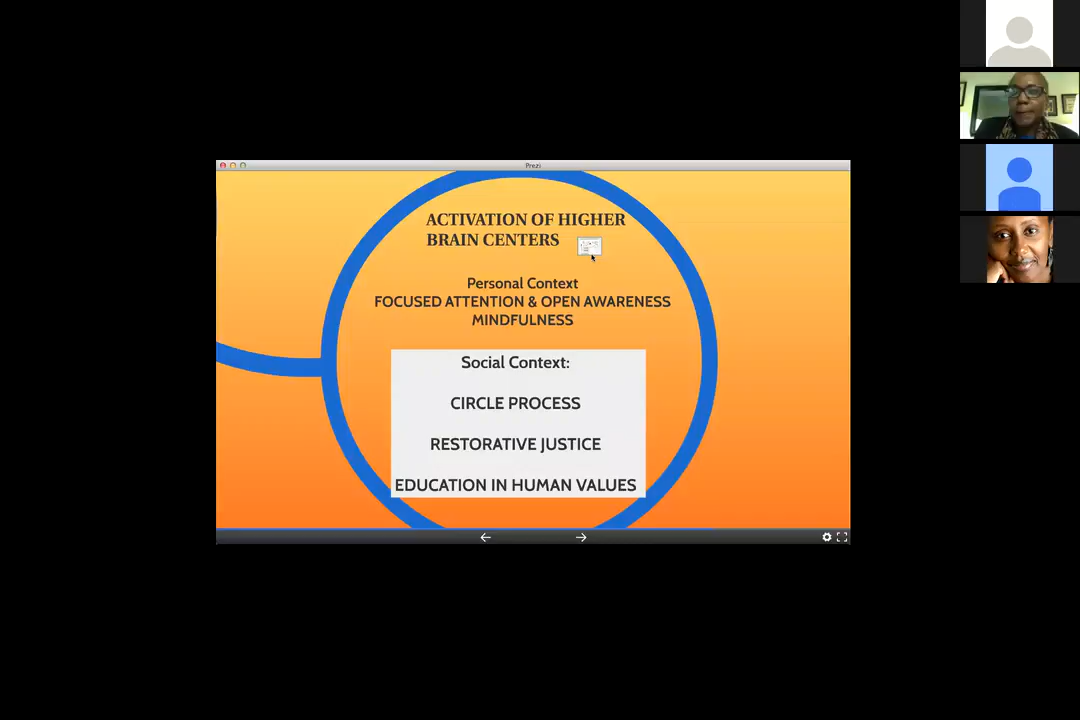 Prezi
ACTIVATION OF HIGHER
BRAIN CENTERS
Personal Context
FOCUSED ATTENTION & OPEN AWARENESS
MINDFULNESS
Social Context:
CIRCLE PROCESS
RESTORATIVE JUSTICE
EDUCATION IN HUMAN VALUES